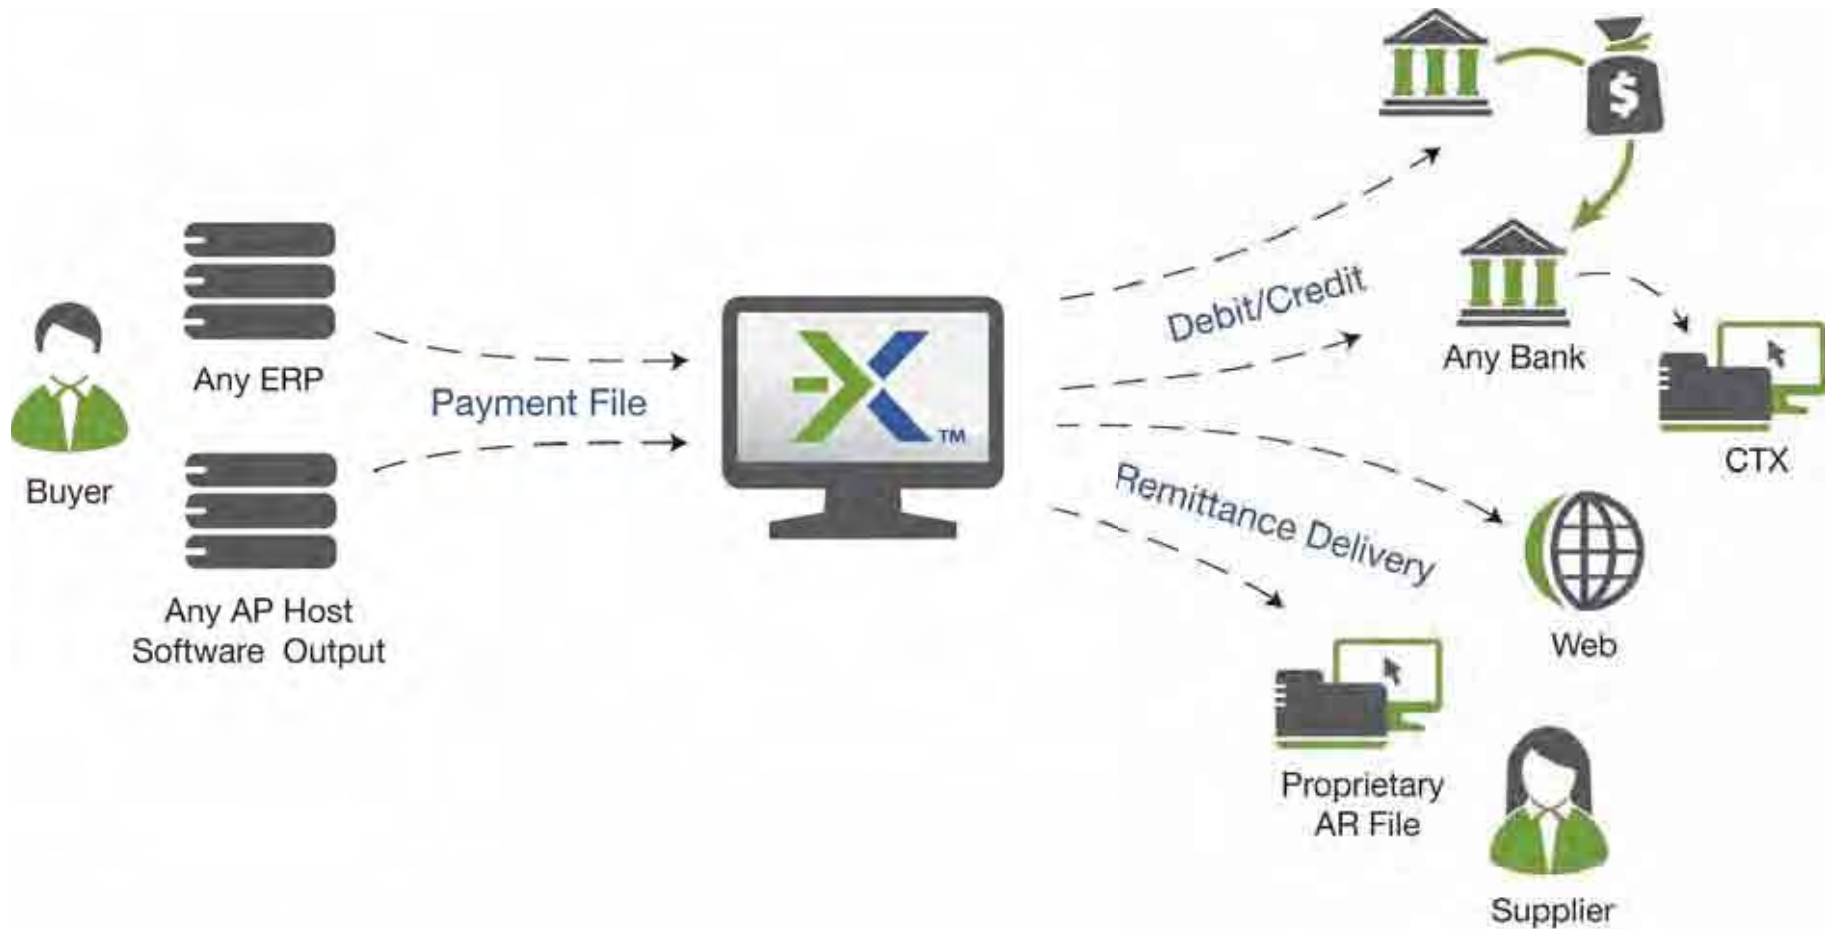 Any ERP
Buyer
Any AP Host
Software Output
Payment File
TM
$
Debit/Credit
Any Bank
CTX
Remittance Delivery
Web
Proprietary
AR File
Supplier